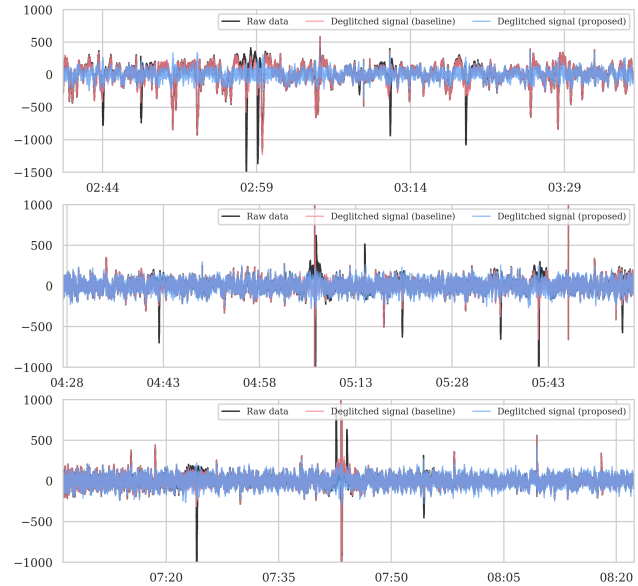 1000
Raw data Deglitched signal (baseline) Deglitched signal (proposed)
500
0
−500
−1000
−1500
02:44 02:59 03:14 03:29
1000
Raw data Deglitched signal (baseline) Deglitched signal (proposed)
500
0
−500
−1000
04:28 04:43 04:58 05:13 05:28 05:43
1000
Raw data Deglitched signal (baseline) Deglitched signal (proposed)
500
0
−500
−1000
07:20 07:35 07:50 08:05 08:20